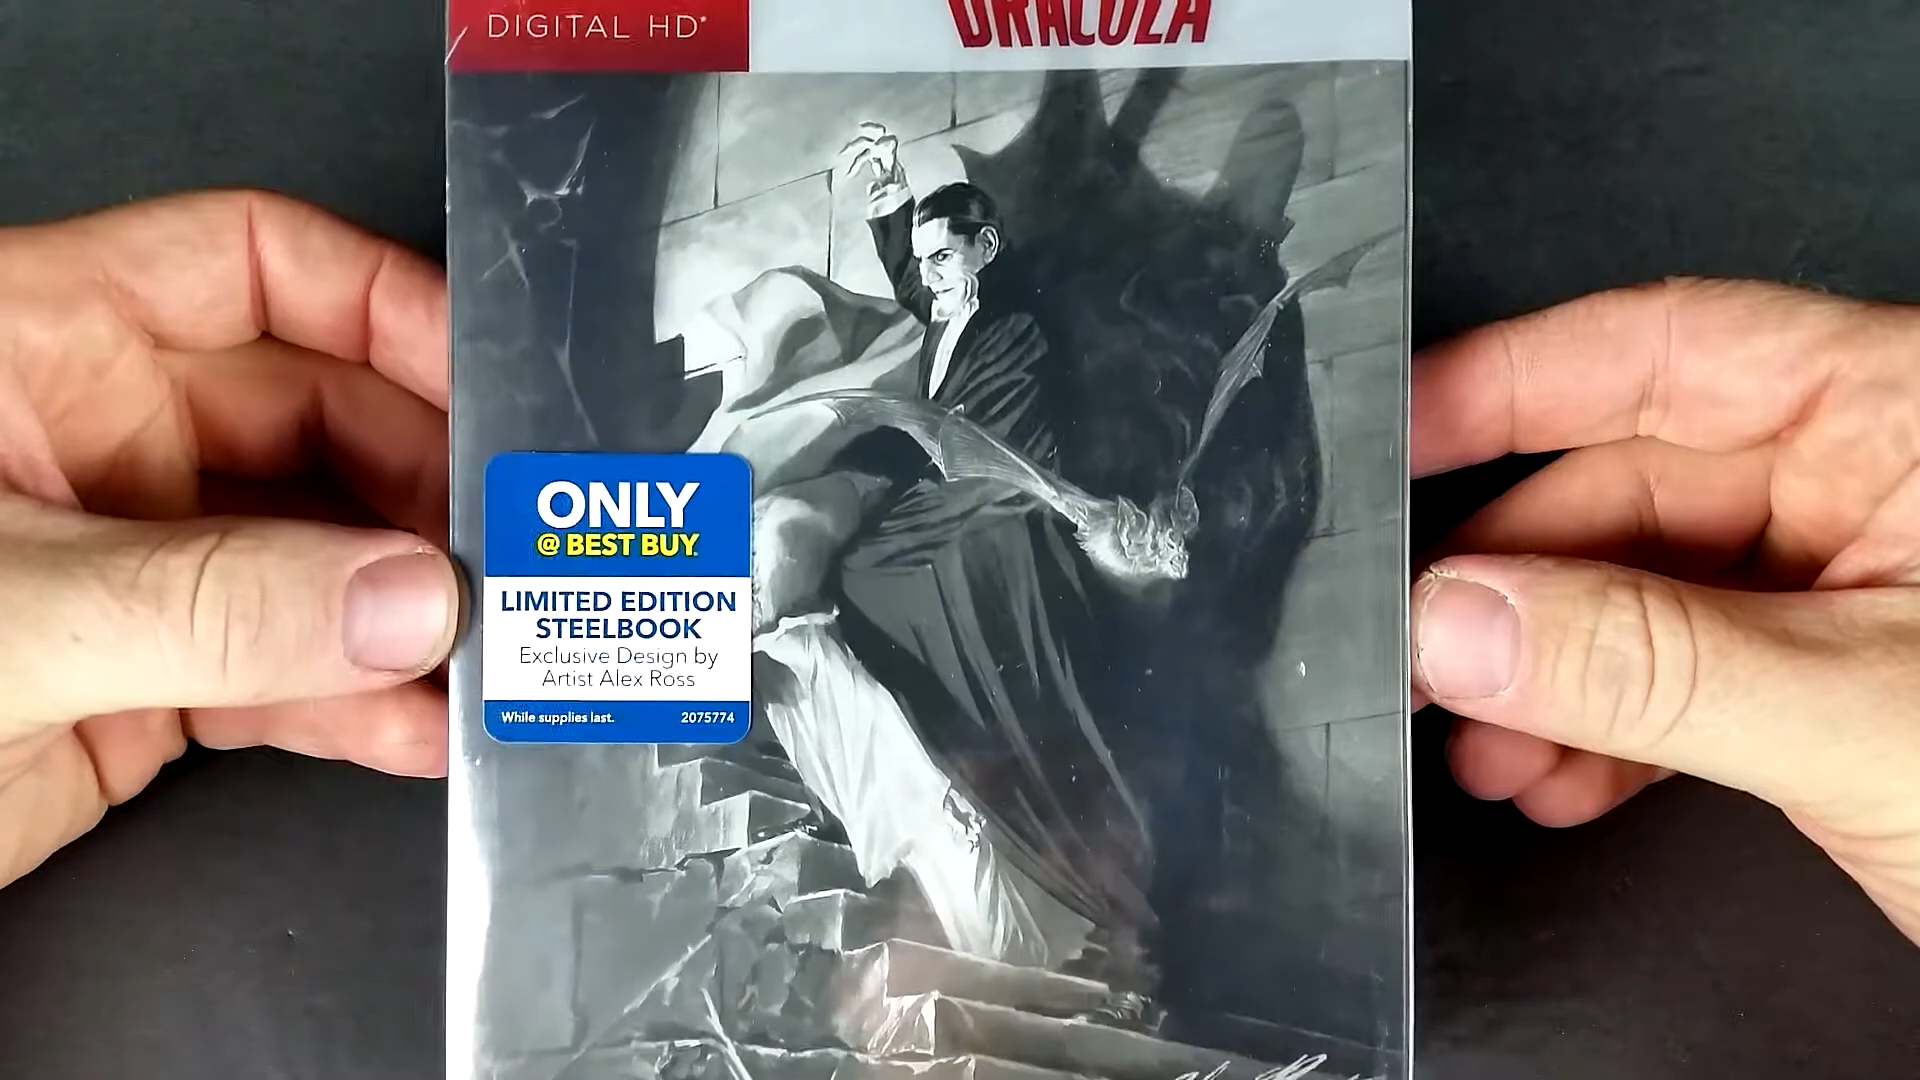 DIGITAL HD*
DRACULA
ONLY
@ BEST BUY.
LIMITED EDITION
STEELBOOK
Exclusive Design by
Artist Alex Ross
While supplies last. 2075774